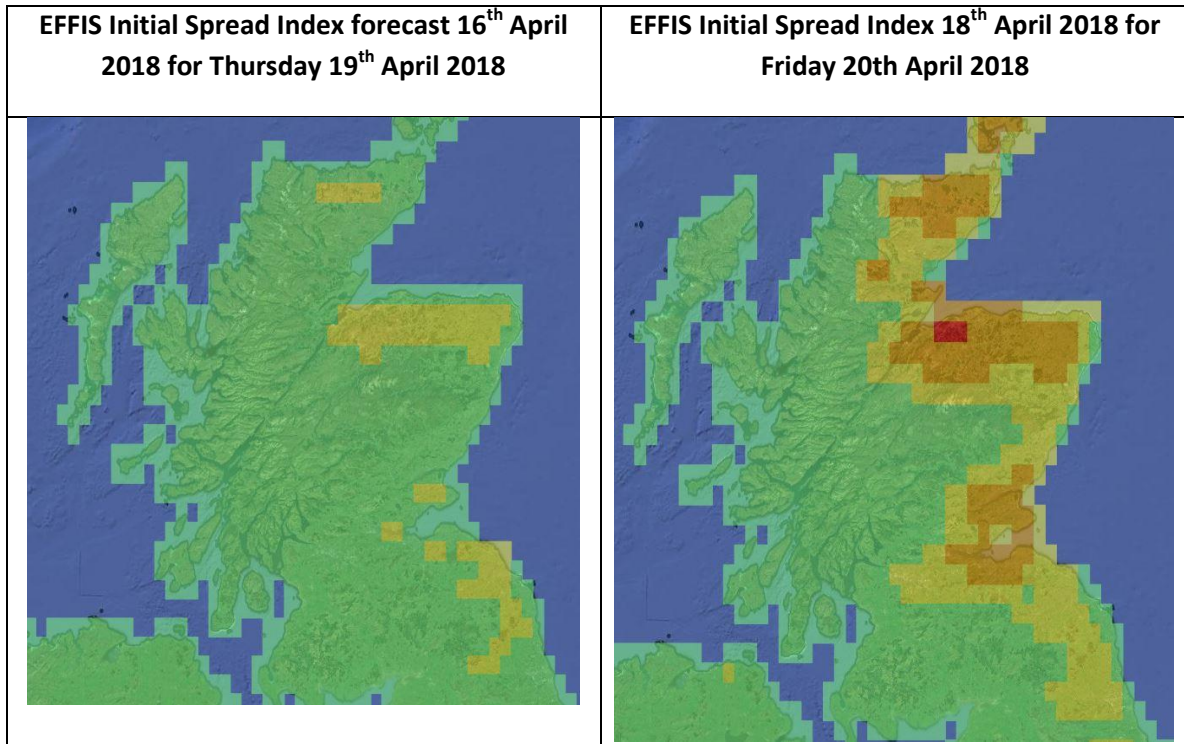 EFFIS Initial Spread Index forecast 16th April
2018 for Thursday 19th April 2018
EFFIS Initial Spread Index 18th April 2018 for
Friday 20th April 2018